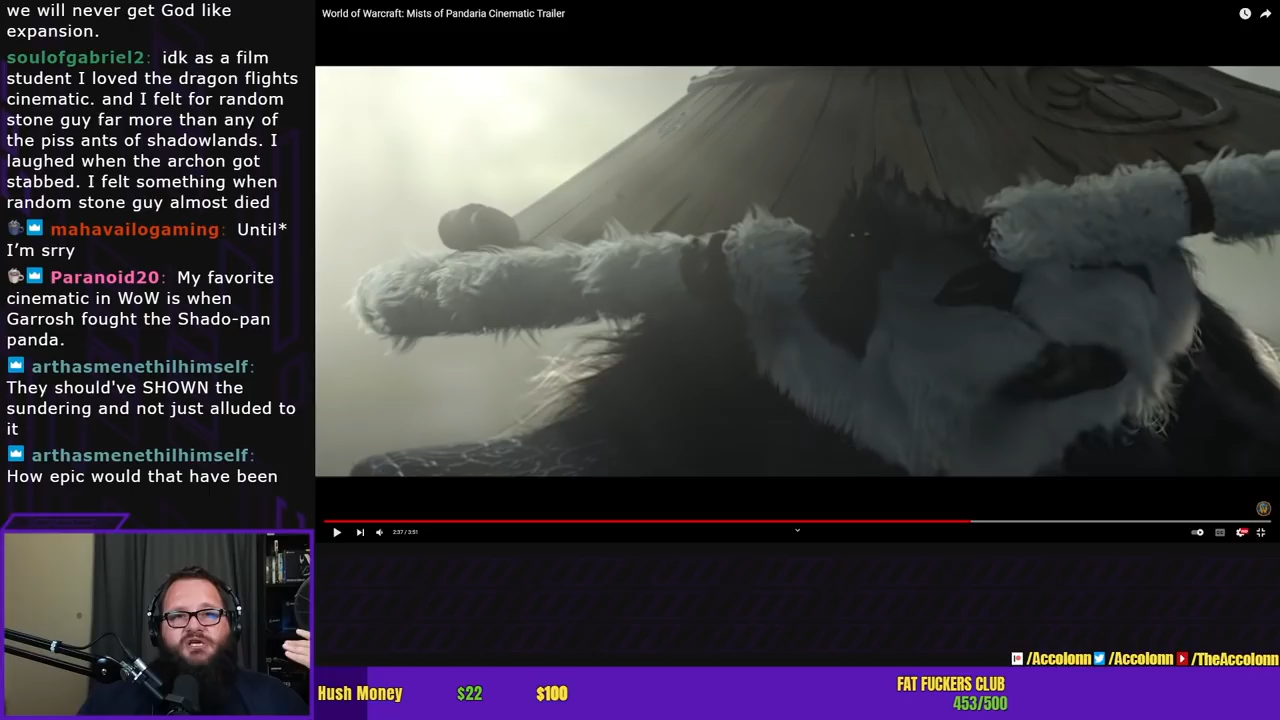 we will never get God like
expansion.
soulofgabriel2: idk as a film
student I loved the dragon flights
cinematic. and I felt for random
stone guy far more than any of
the piss ants of shadowlands. I
laughed when the archon got
stabbed. I felt something when
random stone guy almost died
mahavailogaming: Until*
I’m srry
Paranoid20: My favorite
cinematic in WoW is when
Garrosh fought the Shado-pan
panda.
arthasmenethilhimself:
They should've SHOWN the
sundering and not just alluded to
it
arthasmenethilhimself:
How epic would that have been
World of Warcraft: Mists of Pandaria Cinematic Trailer
2:37 / 3:51
/Accolonn /Accolonn /TheAccolonn
Hush Money $22 $100
FAT FUCKERS CLUB
453/500